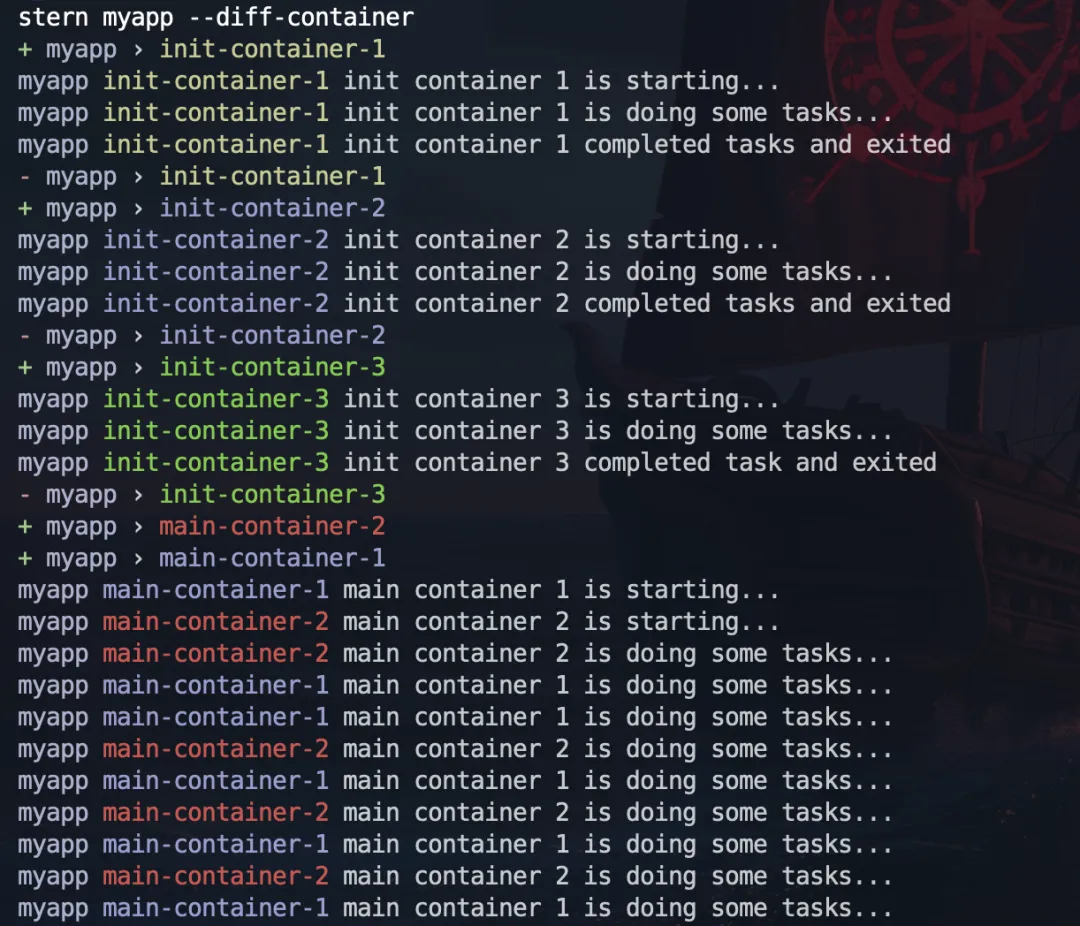 stern myapp --diff-container
+ myapp › init-container-1
myapp init-container-1 init container 1 is starting...
myapp init-container-1 init container 1 is doing some tasks...
myapp init-container-1 init container 1 completed tasks and exited
- myapp › init-container-1
+ myapp › init-container-2
myapp init-container-2 init container 2 is starting...
myapp init-container-2 init container 2 is doing some tasks...
myapp init-container-2 init container 2 completed tasks and exited
- myapp › init-container-2
+ myapp › init-container-3
myapp init-container-3 init container 3 is starting...
myapp init-container-3 init container 3 is doing some tasks...
myapp init-container-3 init container 3 completed task and exited
- myapp › init-container-3
+ myapp › main-container-2
+ myapp › main-container-1
myapp main-container-1 main container 1 is starting...
myapp main-container-2 main container 2 is starting...
myapp main-container-2 main container 2 is doing some tasks...
myapp main-container-1 main container 1 is doing some tasks...
myapp main-container-1 main container 1 is doing some tasks...
myapp main-container-2 main container 2 is doing some tasks...
myapp main-container-1 main container 1 is doing some tasks...
myapp main-container-2 main container 2 is doing some tasks...
myapp main-container-1 main container 1 is doing some tasks...
myapp main-container-2 main container 2 is doing some tasks...
myapp main-container-1 main container 1 is doing some tasks...